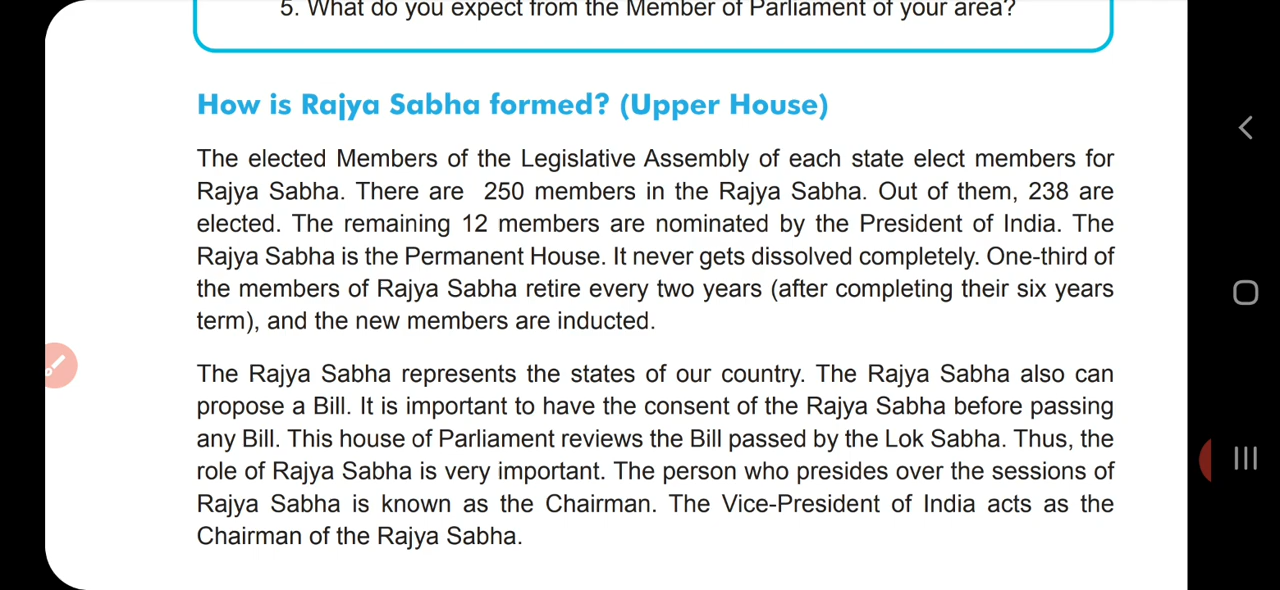 5. What do you expect from the Member of Parliament of your area?
How is Rajya Sabha formed? (Upper House)
The elected Members of the Legislative Assembly of each state elect members for
Rajya Sabha. There are 250 members in the Rajya Sabha. Out of them, 238 are
elected. The remaining 12 members are nominated by the President of India. The
Rajya Sabha is the Permanent House. It never gets dissolved completely. One-third of
the members of Rajya Sabha retire every two years (after completing their six years
term), and the new members are inducted.
The Rajya Sabha represents the states of our country. The Rajya Sabha also can
propose a Bill. It is important to have the consent of the Rajya Sabha before passing
any Bill. This house of Parliament reviews the Bill passed by the Lok Sabha. Thus, the
role of Rajya Sabha is very important. The person who presides over the sessions of
Rajya Sabha is known as the Chairman. The Vice-President of India acts as the
Chairman of the Rajya Sabha.